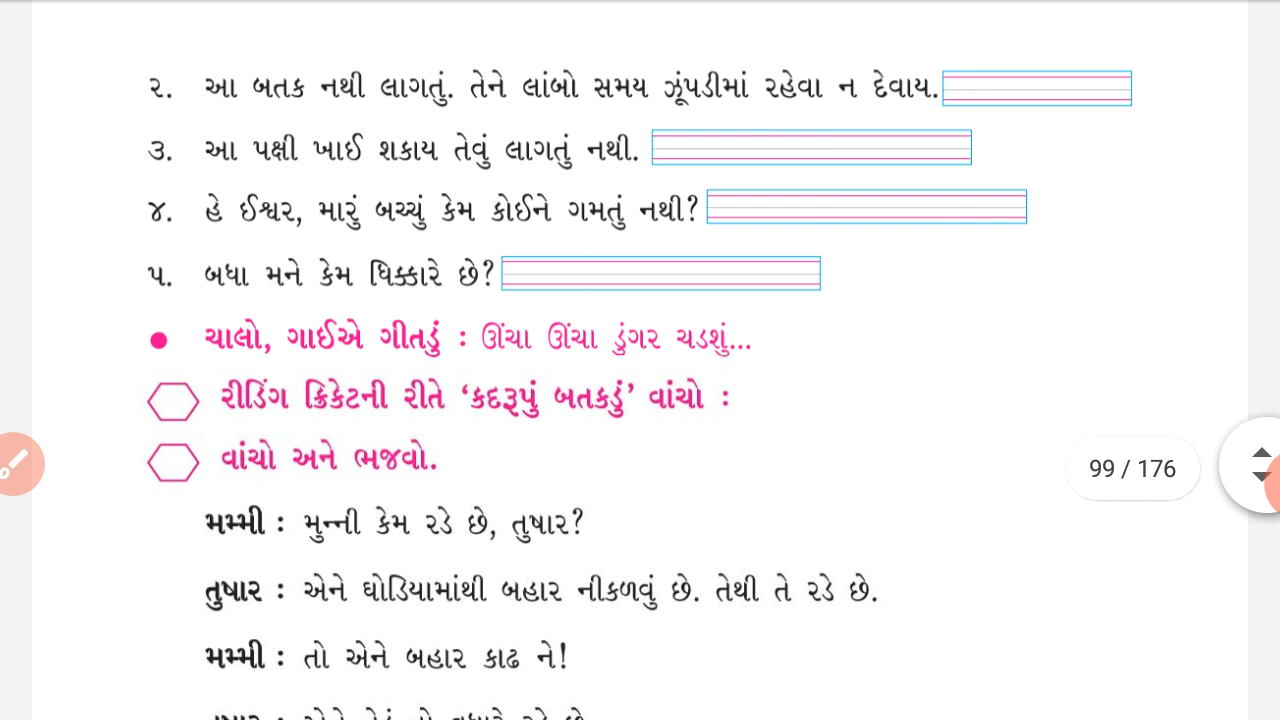 ૨. આ બતક નથી લાગતું. તેને લાંબો સમય ઝૂંપડીમાં રહેવા ન દેવાય.
૩. આ પક્ષી ખાઈ શકાય તેવું લાગતું નથી.
૪. હે ઈશ્વર, મારું બચ્ચું કેમ કોઈને ગમતું નથી?
૫. બધા મને કેમ ધિક્કારે છે?
● ચાલો, ગાઈએ ગીતડું : ઊંચા ઊંચા ડુંગર ચડશું...
રીડિંગ ક્રિકેટની રીતે ‘કદરૂપું બતકડું’ વાંચો :
વાંચો અને ભજવો.
99 / 176
મમ્મી : મુન્ની કેમ રડે છે, તુષાર?
તુષાર : એને ઘોડિયામાંથી બહાર નીકળવું છે. તેથી તે રડે છે.
મમ્મી : તો એને બહાર કાઢ ને!